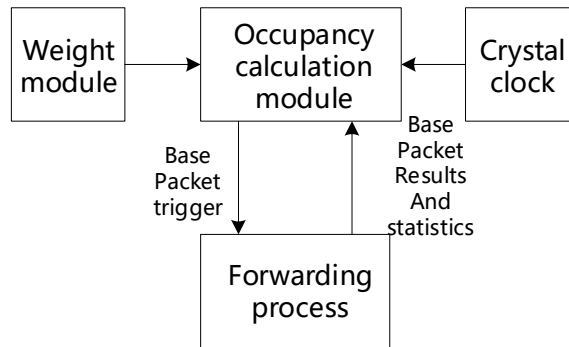 Weight
module
Occupancy
calculation
module
Crystal
clock
Base
Packet
trigger
Base
Packet
Results
And
statistics
Forwarding
process